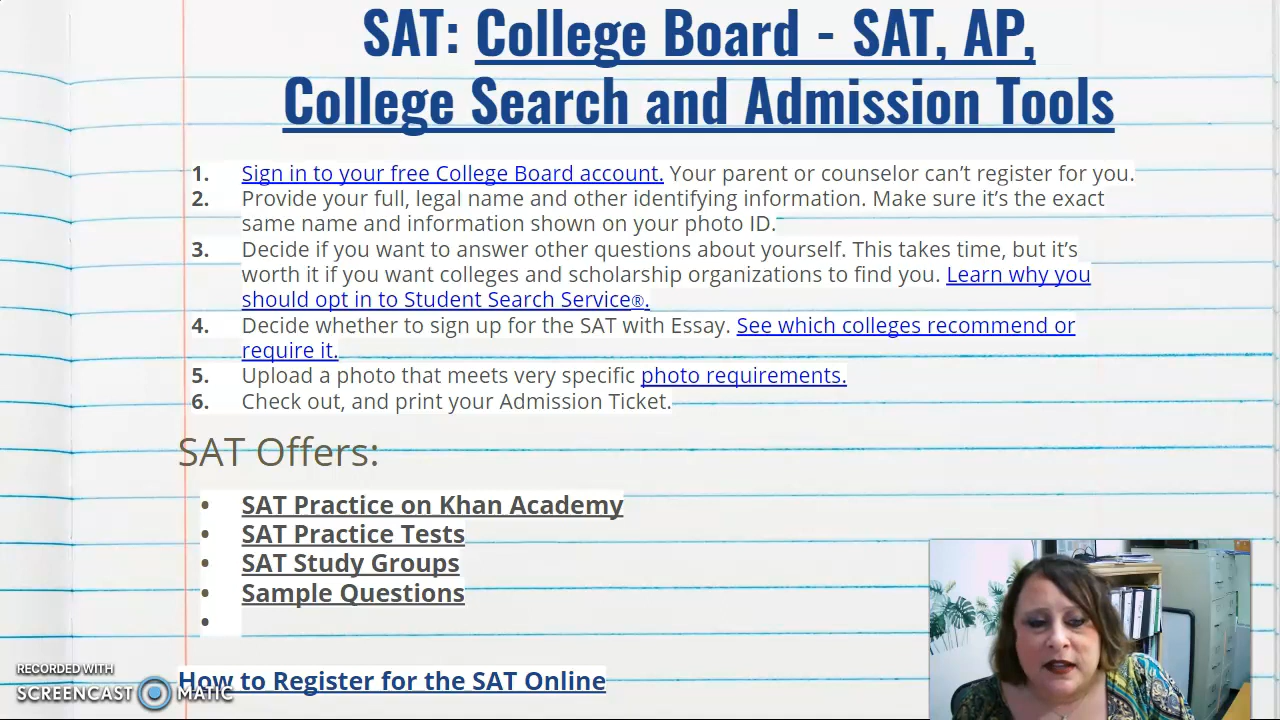 SAT: College Board - SAT, AP,
College Search and Admission Tools
1. Sign in to your free College Board account. Your parent or counselor can’t register for you.
2. Provide your full, legal name and other identifying information. Make sure it’s the exact
same name and information shown on your photo ID.
3. Decide if you want to answer other questions about yourself. This takes time, but it’s
worth it if you want colleges and scholarship organizations to find you. Learn why you
should opt in to Student Search Service®.
4. Decide whether to sign up for the SAT with Essay. See which colleges recommend or
require it.
5. Upload a photo that meets very specific photo requirements.
6. Check out, and print your Admission Ticket.
SAT Offers:
• SAT Practice on Khan Academy
• SAT Practice Tests
• SAT Study Groups
• Sample Questions
•
How to Register for the SAT Online
RECORDED WITH
SCREENCAST MATIC